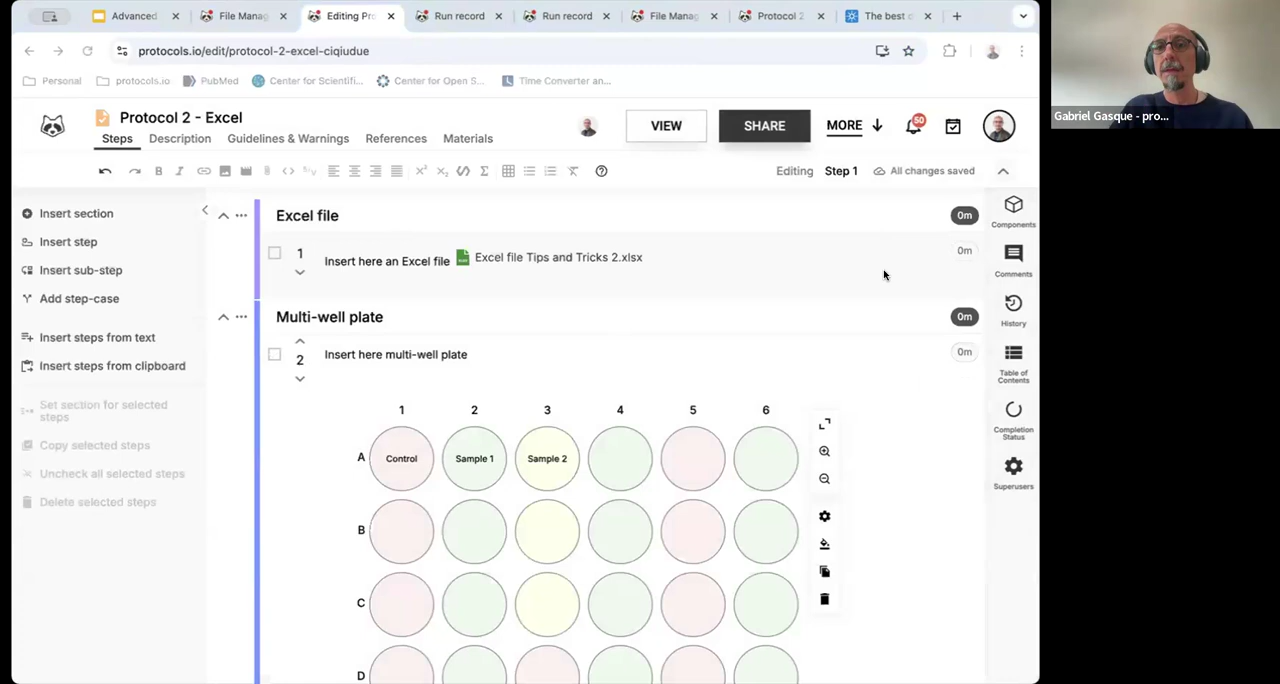 Advanced
File Manag
Editing Pro
Run record
Run record
File Manag
Protocol 2
The best o
protocols.io/edit/protocol-2-excel-ciqiudue
Personal
protocols.io
PubMed
Center for Scientifi...
Center for Open S...
Time Converter an...
Gabriel Gasque - pro...
Protocol 2 - Excel
Steps
Description
Guidelines & Warnings
References
Materials
VIEW
SHARE
MORE
50
Editing
Step 1
All changes saved
Insert section
Insert step
Insert sub-step
Add step-case
Insert steps from text
Insert steps from clipboard
Set section for selected
steps
Copy selected steps
Uncheck all selected steps
Delete selected steps
Excel file
0m
1
Insert here an Excel file
Excel file Tips and Tricks 2.xlsx
0m
Multi-well plate
0m
2
Insert here multi-well plate
0m
1 2 3 4 5 6
A
Control
Sample 1
Sample 2
B
C
D
Components
Comments
History
Table of
Contents
Completion
Status
Superusers